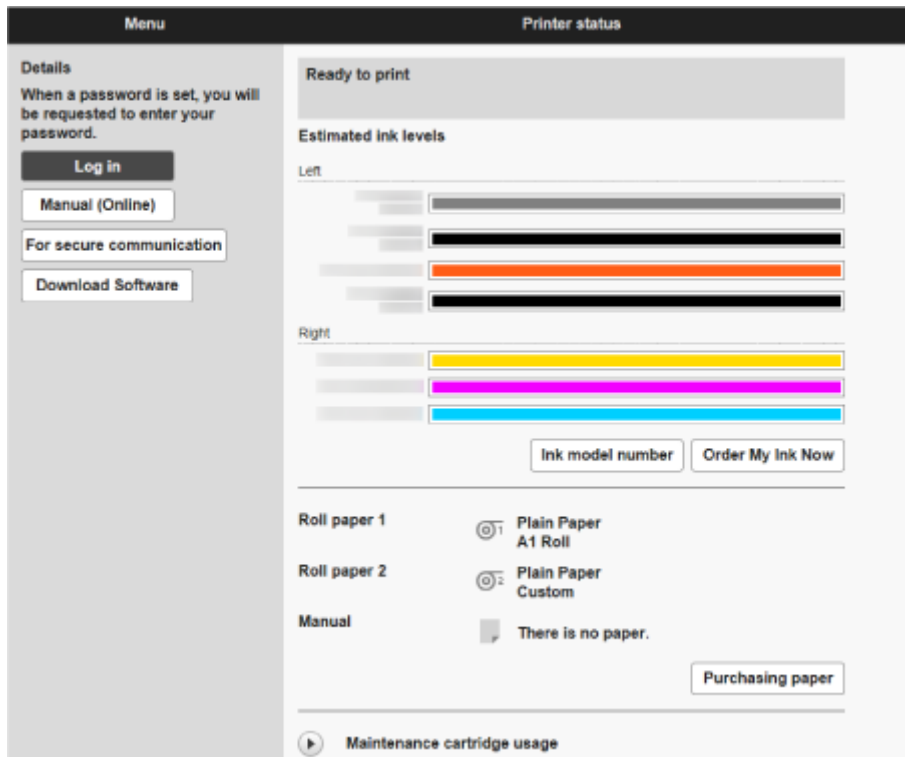 Menu
Printer status
Details
When a password is set, you will
be requested to enter your
password.
Log in
Manual (Online)
For secure communication
Download Software
Ready to print
Estimated ink levels
Left
Right
Ink model number
Order My Ink Now
Roll paper 1
1
Plain Paper
A1 Roll
Roll paper 2
2
Plain Paper
Custom
Manual
There is no paper.
Purchasing paper
Maintenance cartridge usage